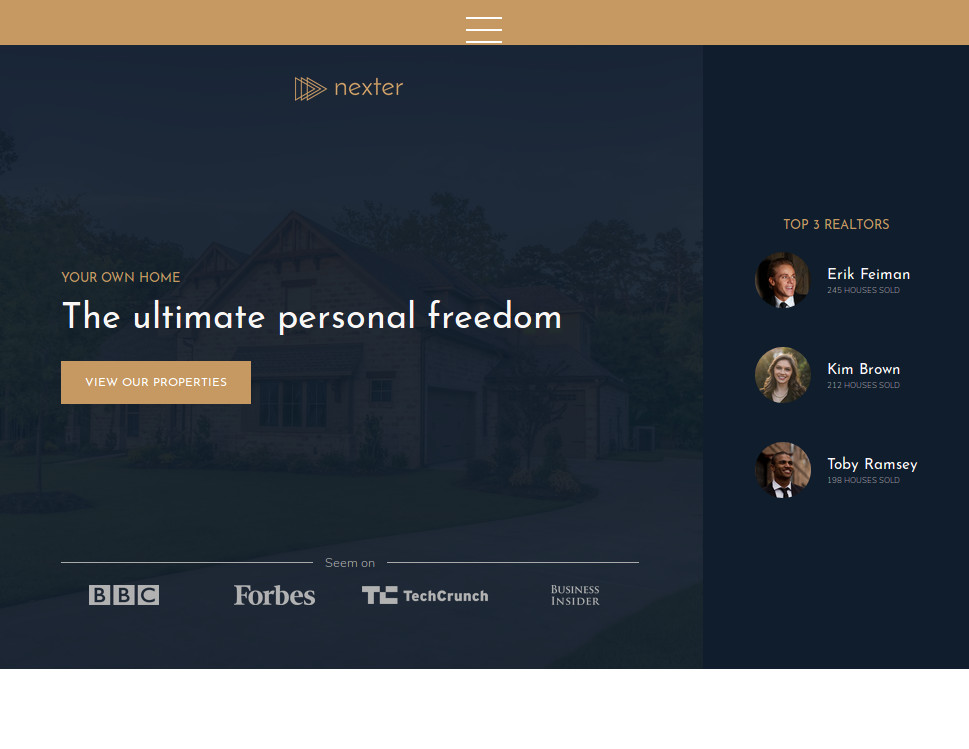 nexter
YOUR OWN HOME
The ultimate personal freedom
VIEW OUR PROPERTIES
Seem on
BBC
Forbes
TC TechCrunch
BUSINESS
INSIDER
TOP 3 REALTORS
Erik Feiman
245 HOUSES SOLD
Kim Brown
212 HOUSES SOLD
Toby Ramsey
198 HOUSES SOLD